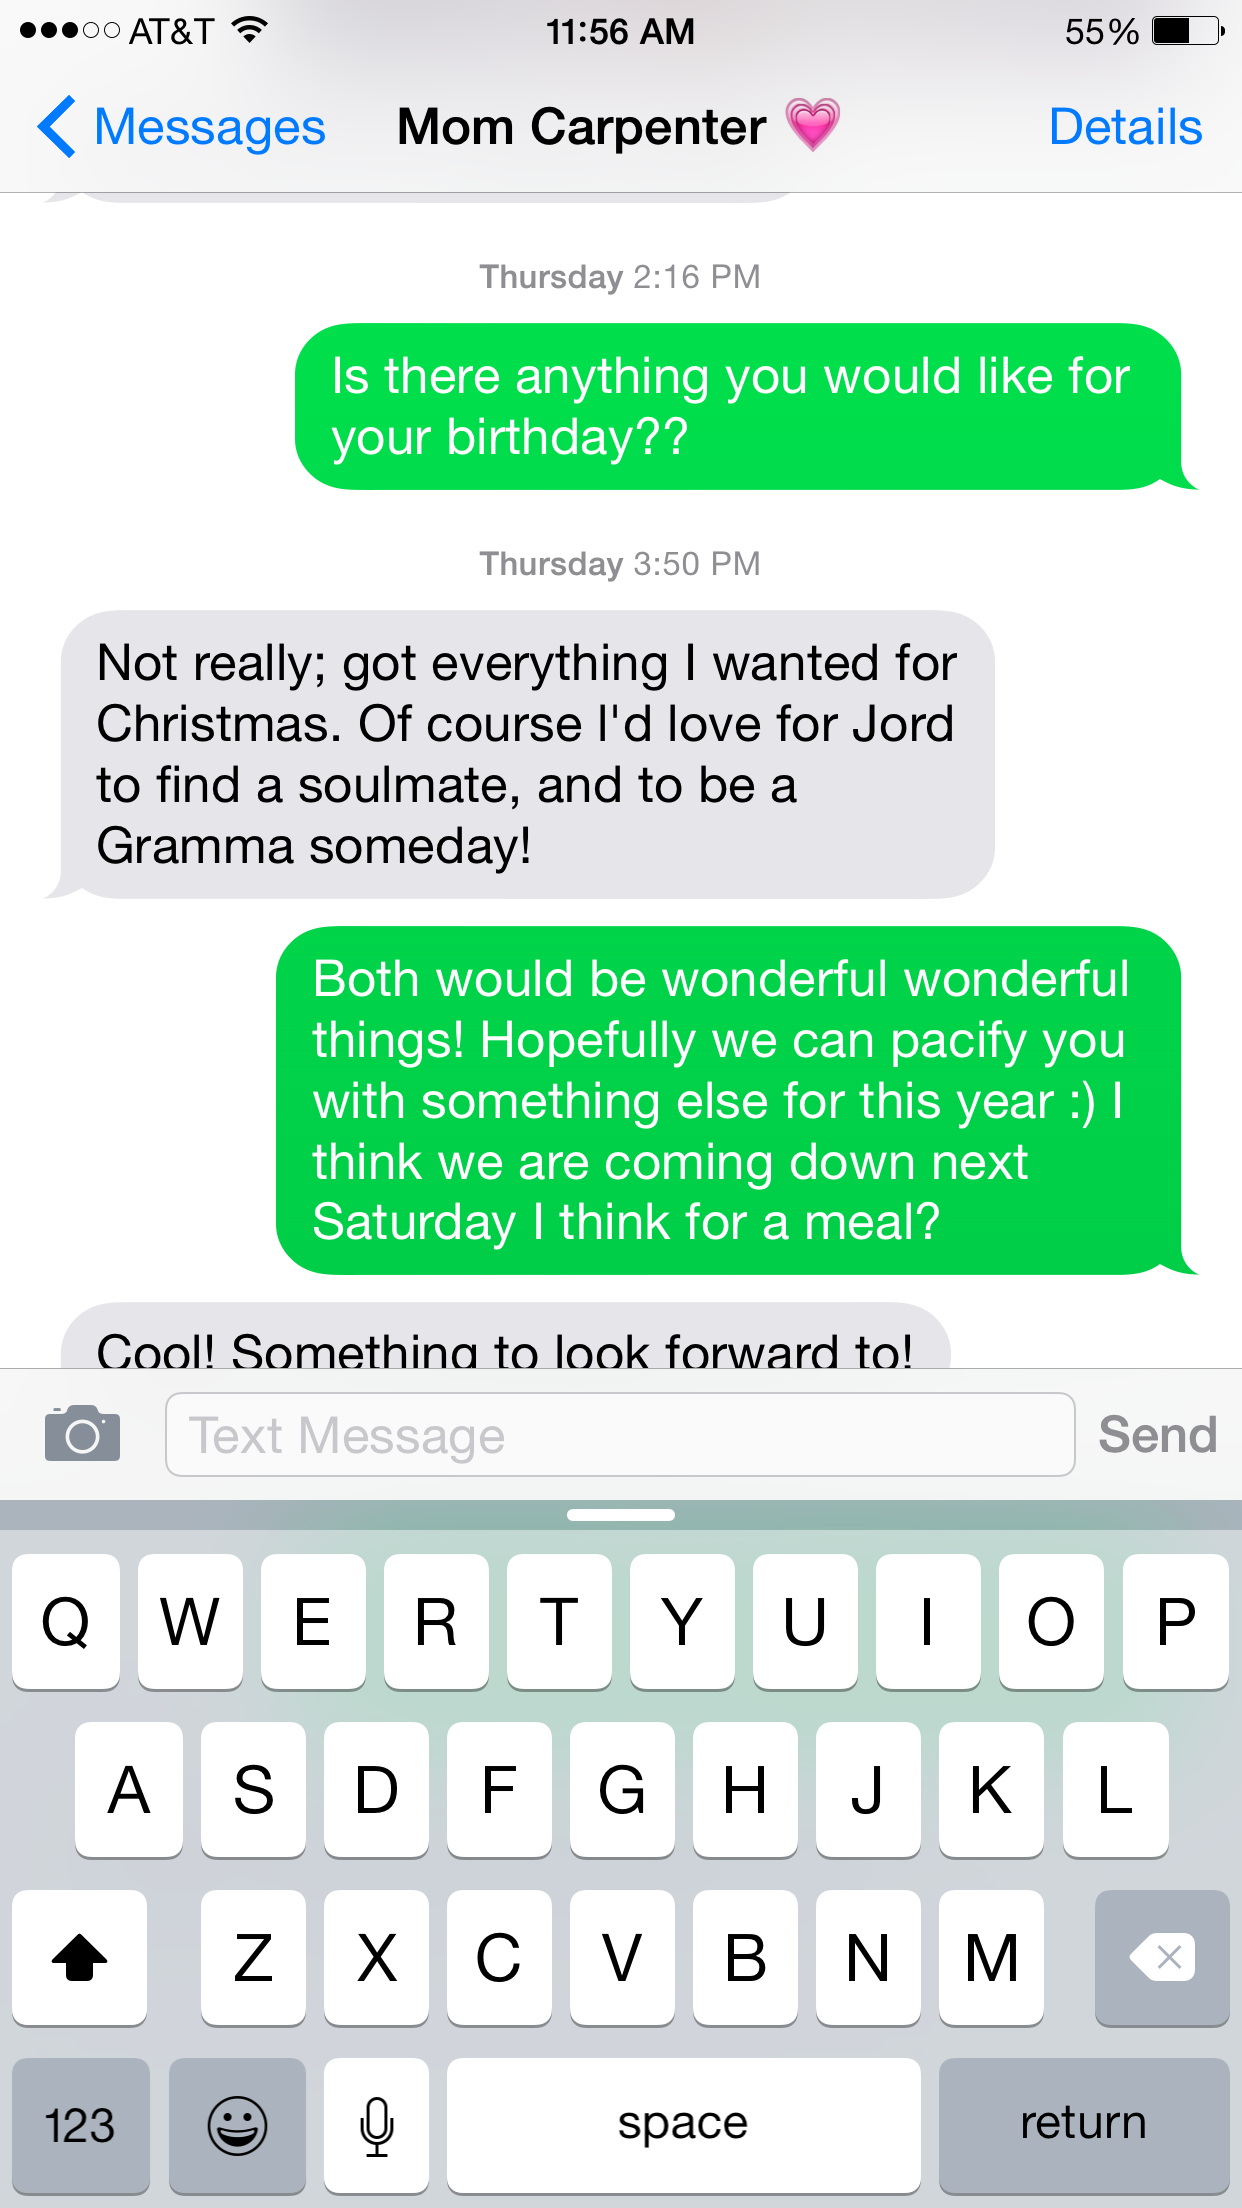 AT&T 11:56 AM 55%
Messages Mom Carpenter 💗 Details
Thursday 2:16 PM
Is there anything you would like for
your birthday??
Thursday 3:50 PM
Not really; got everything I wanted for
Christmas. Of course I'd love for Jord
to find a soulmate, and to be a
Gramma someday!
Both would be wonderful wonderful
things! Hopefully we can pacify you
with something else for this year :) I
think we are coming down next
Saturday I think for a meal?
Cool! Something to look forward to!
Text Message Send
Q W E R T Y U I O P
A S D F G H J K L
Z X C V B N M
123 space return